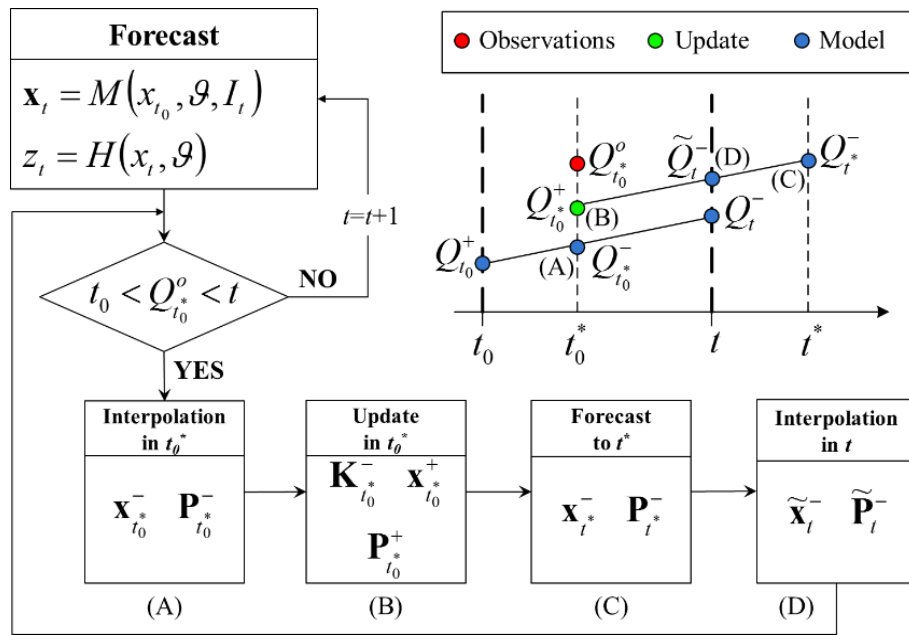 Forecast
𝐱_t = M(x_{t_0}, ϑ, I_t)
z_t = H(x_t, ϑ)
t=t+1
t_0 < Q^o_{t_0^*} < t
NO
YES
Observations Update Model
Q^+_{t_0}
(A)
Q^-_{t_0^*}
Q^+_{t_0^*}
(B)
Q^o_{t_0^*}
Q̃^-_t
(D)
Q^-_t
(C)
Q^-_{t^*}
t_0 t_0^* t t^*
Interpolation
in t_0^*
𝐱^-_{t_0^*} 𝐏^-_{t_0^*}
(A)
Update
in t_0^*
𝐊^-_{t_0^*} 𝐱^+_{t_0^*}
𝐏^+_{t_0^*}
(B)
Forecast
to t^*
𝐱^-_{t^*} 𝐏^-_{t^*}
(C)
Interpolation
in t
𝐱̃^-_t 𝐏̃^-_t
(D)